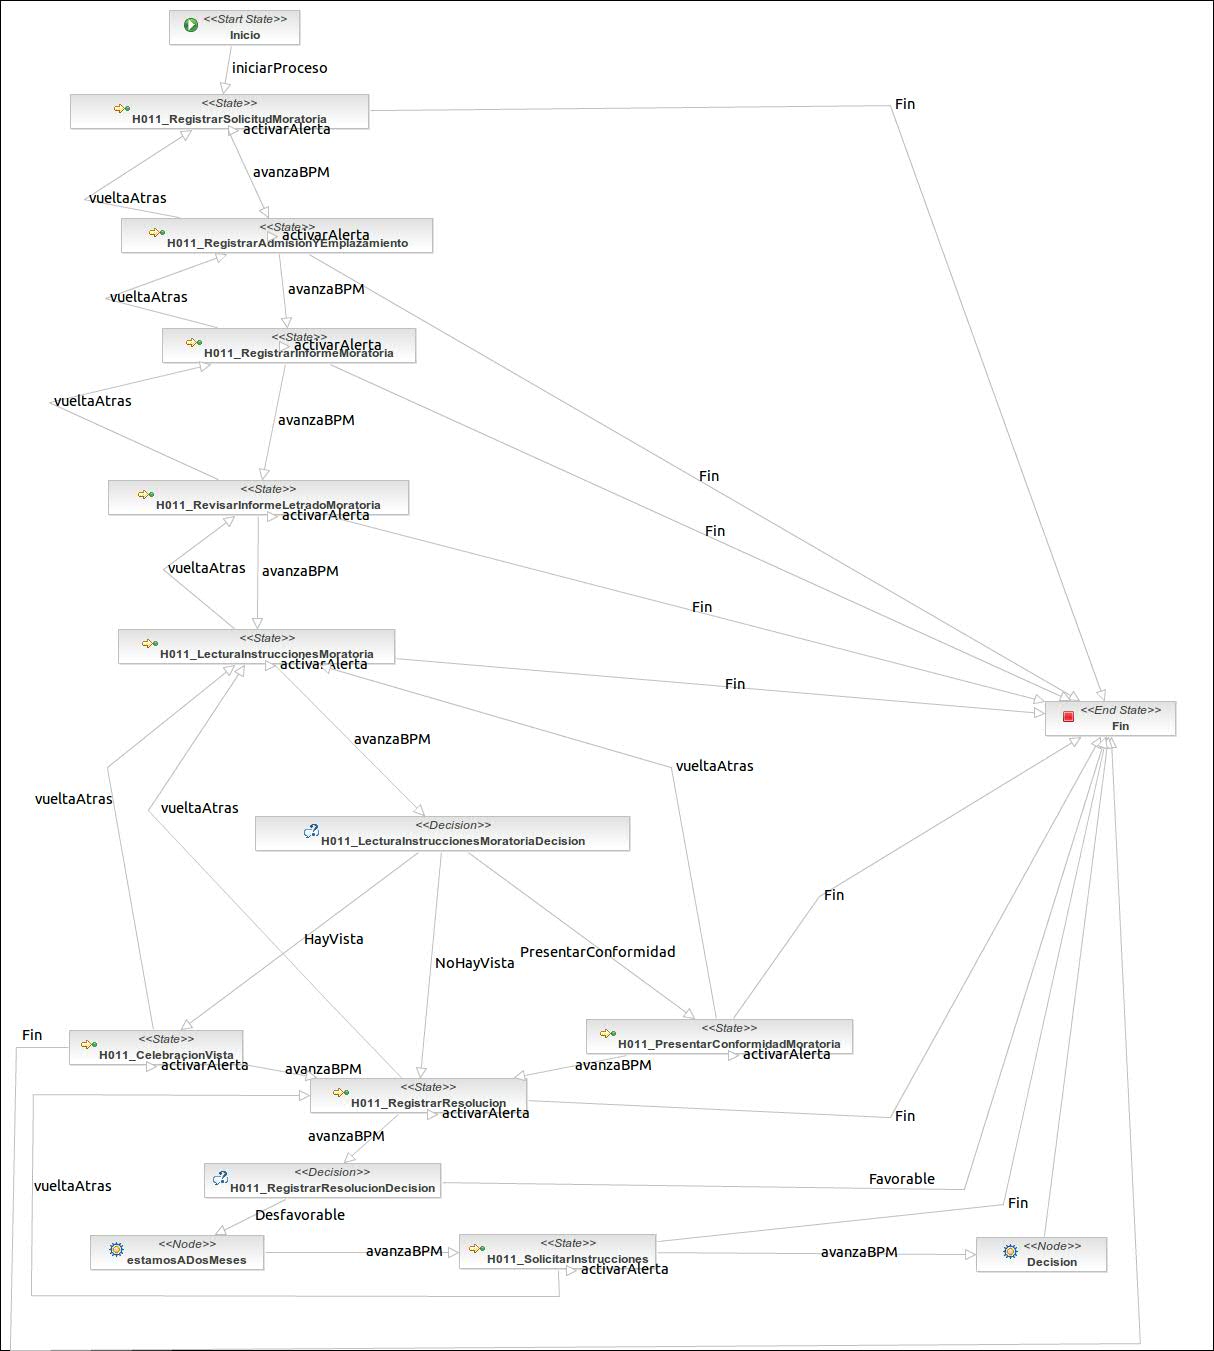 <<Start State>>
Inicio
iniciarProceso
<<State>>
H011_RegistrarSolicitudMoratoria
Fin
activarAlerta
avanzaBPM
vueltaAtras
<<State>>
activarAlerta
H011_RegistrarAdmisionYEmplazamiento
avanzaBPM
vueltaAtras
<<State>>
activarAlerta
H011_RegistrarInformeMoratoria
vueltaAtras
avanzaBPM
Fin
<<State>>
H011_RevisarInformeLetradoMoratoria
activarAlerta
Fin
vueltaAtras
avanzaBPM
Fin
<<State>>
H011_LecturaInstruccionesMoratoria
activarAlerta
Fin
<<End State>>
Fin
avanzaBPM
vueltaAtras
vueltaAtras
vueltaAtras
<<Decision>>
H011_LecturaInstruccionesMoratoriaDecision
Fin
HayVista
PresentarConformidad
NoHayVista
Fin
<<State>>
H011_CelebracionVista
activarAlerta
<<State>>
H011_PresentarConformidadMoratoria
activarAlerta
avanzaBPM
avanzaBPM
<<State>>
H011_RegistrarResolucion
activarAlerta
Fin
avanzaBPM
<<Decision>>
H011_RegistrarResolucionDecision
Favorable
vueltaAtras
Desfavorable
Fin
<<Node>>
estamosADosMeses
avanzaBPM
<<State>>
H011_SolicitarInstrucciones
activarAlerta
avanzaBPM
<<Node>>
Decision